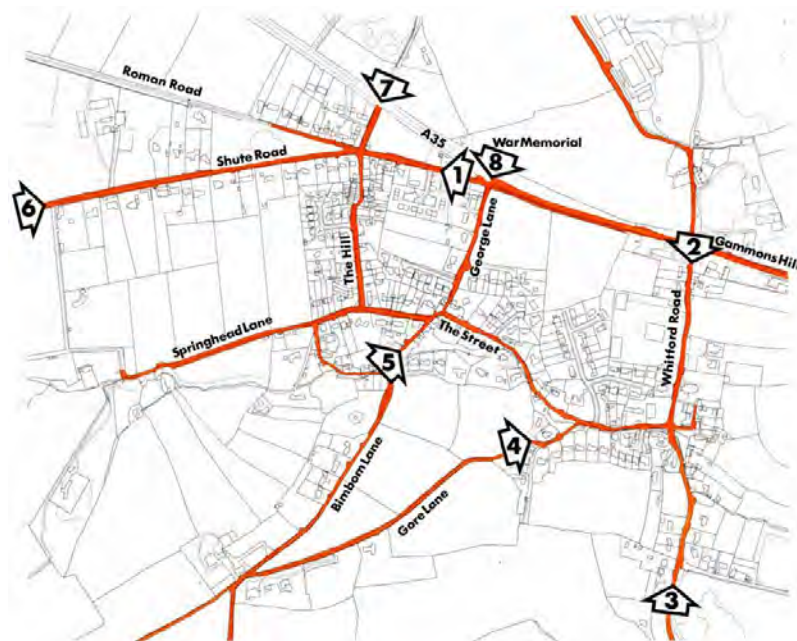 7
Roman Road
A35
War Memorial
Shute Road
1
8
6
The Hill
George Lane
2
Gammons Hill
Springhead Lane
The Street
Whitford Road
5
4
Bimbom Lane
Gore Lane
3